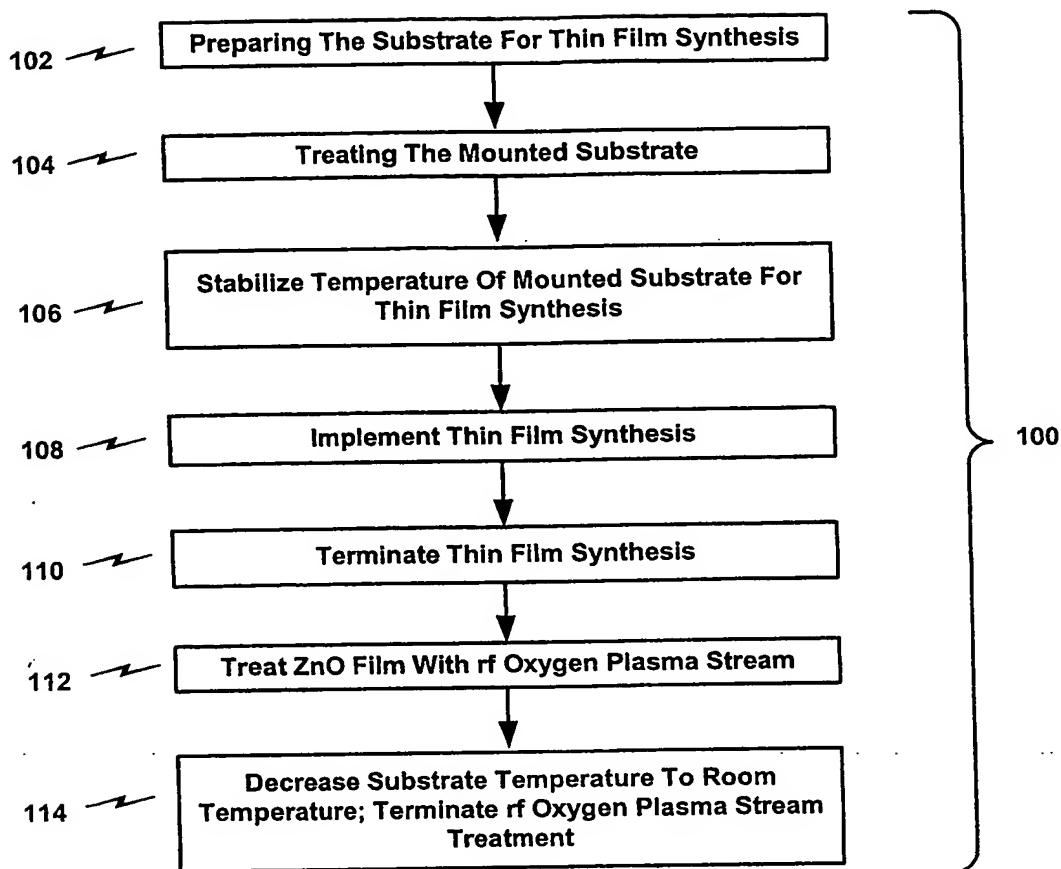 102
Preparing The Substrate For Thin Film Synthesis
104
Treating The Mounted Substrate
106
Stabilize Temperature Of Mounted Substrate For
Thin Film Synthesis
108
Implement Thin Film Synthesis
100
110
Terminate Thin Film Synthesis
112
Treat ZnO Film With rf Oxygen Plasma Stream
114
Decrease Substrate Temperature To Room
Temperature; Terminate rf Oxygen Plasma Stream
Treatment